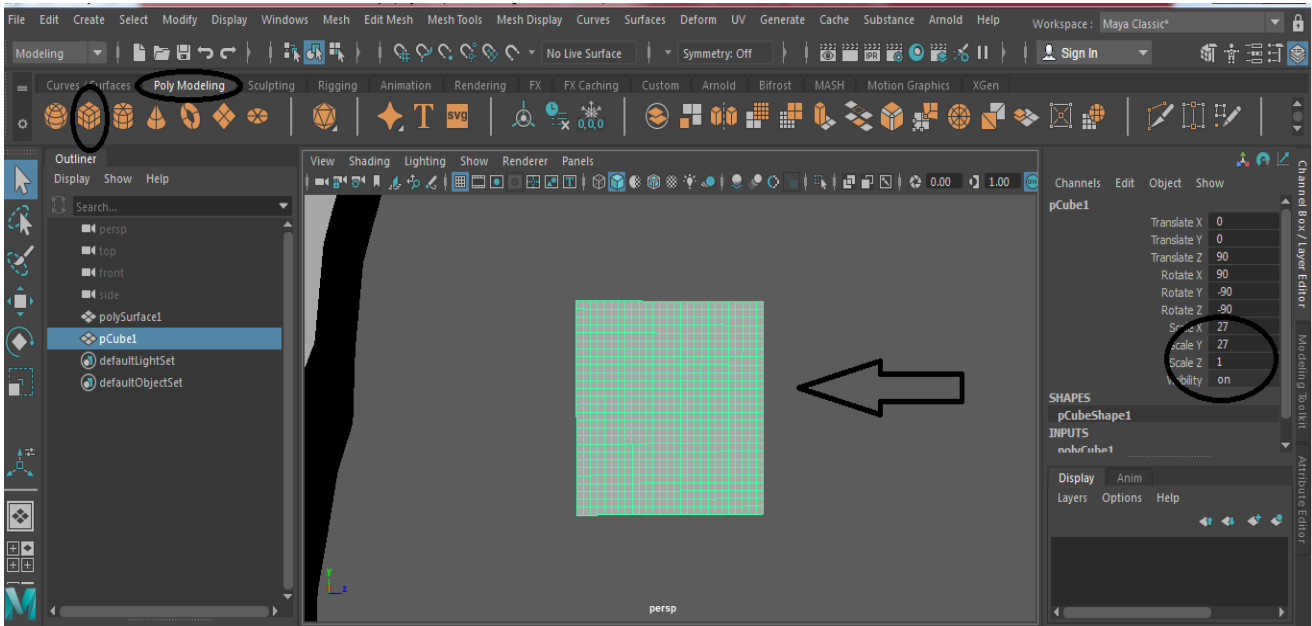 File Edit Create Select Modify Display Windows Mesh Edit Mesh Mesh Tools Mesh Display Curves Surfaces Deform UV Generate Cache Substance Arnold Help Workspace : Maya Classic*
Modeling No Live Surface Symmetry: Off IPR Sign In
Curves / Surfaces Poly Modeling Sculpting Rigging Animation Rendering FX FX Caching Custom Arnold Bifrost MASH Motion Graphics XGen
T SVG 0,0,0
Outliner
Display Show Help
Search...
persp
top
front
side
polySurface1
pCube1
defaultLightSet
defaultObjectSet
View Shading Lighting Show Renderer Panels
0.00 1.00
y
z
persp
Channels Edit Object Show
pCube1
Translate X 0
Translate Y 0
Translate Z 90
Rotate X 90
Rotate Y -90
Rotate Z -90
Scale X 27
Scale Y 27
Scale Z 1
Visibility on
SHAPES
pCubeShape1
INPUTS
polyCube1
Display Anim
Layers Options Help
Channel Box / Layer Editor
Modeling Toolkit
Attribute Editor